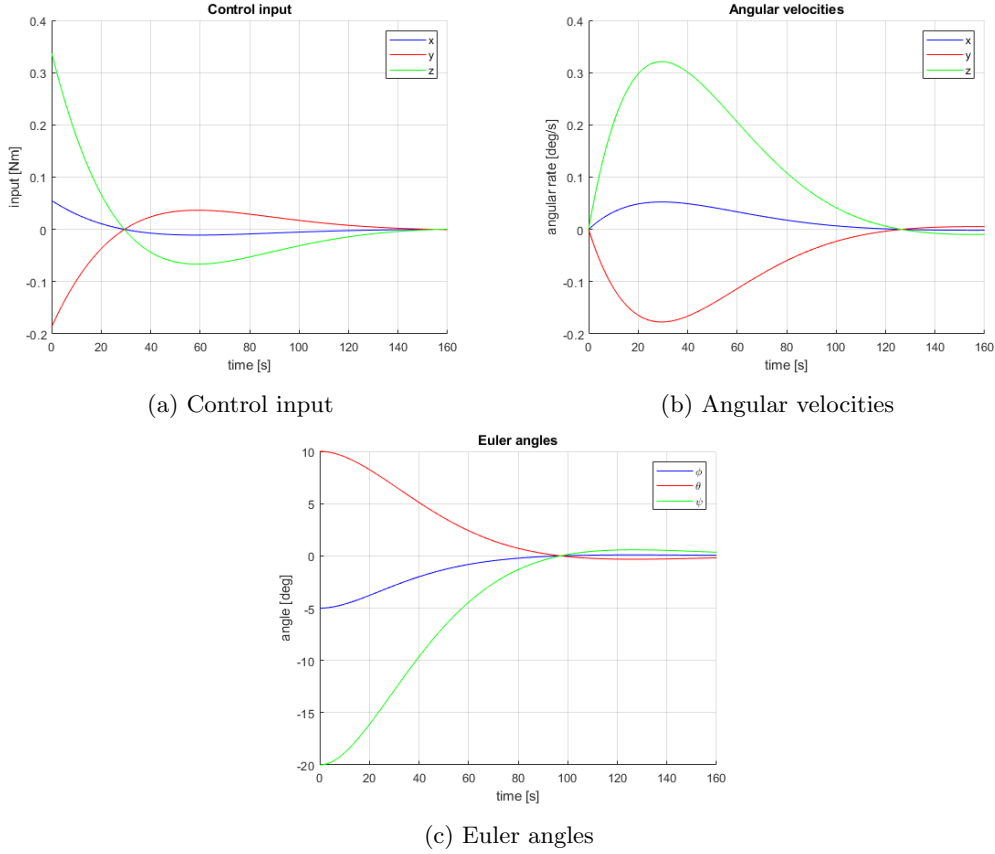 Control input
0.4
0.3
0.2
0.1
0
-0.1
-0.2
input [Nm]
x
y
z
0 20 40 60 80 100 120 140 160
time [s]
(a) Control input
Angular velocities
0.4
0.3
0.2
0.1
0
-0.1
-0.2
angular rate [deg/s]
x
y
z
0 20 40 60 80 100 120 140 160
time [s]
(b) Angular velocities
Euler angles
10
5
0
-5
-10
-15
-20
angle [deg]
ϕ
θ
ψ
0 20 40 60 80 100 120 140 160
time [s]
(c) Euler angles